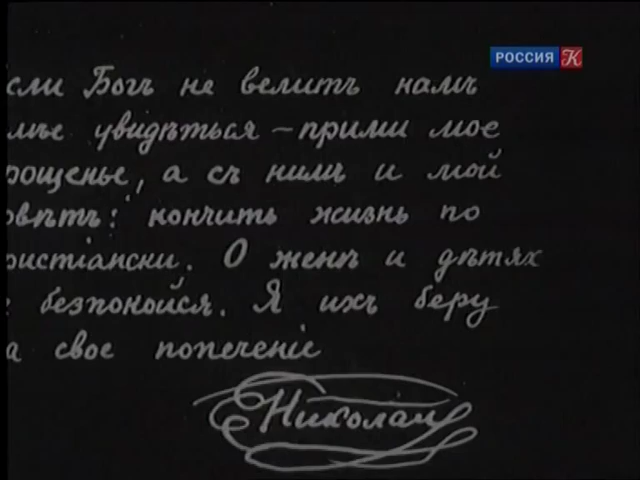 РОССИЯ К
сли Богъ не велитъ намъ
лѣе увидѣться – прими мое
рощенье, а съ нимъ и мой
овѣтъ: кончить жизнь по
ристіански. О женѣ и дѣтях
е безпокойся. Я ихъ беру
а свое попеченіе
Николай